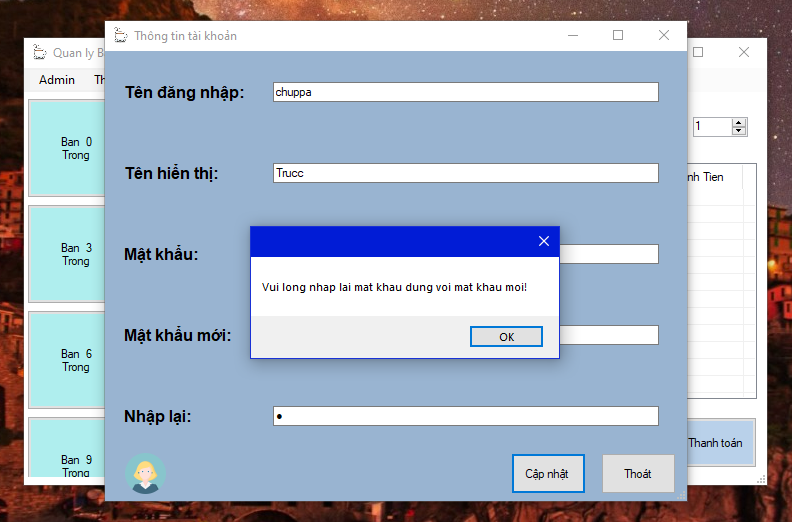 Thông tin tài khoản
Quan ly B
Admin
Th
Tên đăng nhập:
chuppa
1
Ban 0
Trong
Tên hiển thị:
Trucc
nh Tien
Ban 3
Trong
Mật khẩu:
Vui long nhap lai mat khau dung voi mat khau moi!
OK
Mật khẩu mới:
Ban 6
Trong
Nhập lại:
Ban 9
Trong
Cập nhật
Thoát
Thanh toán